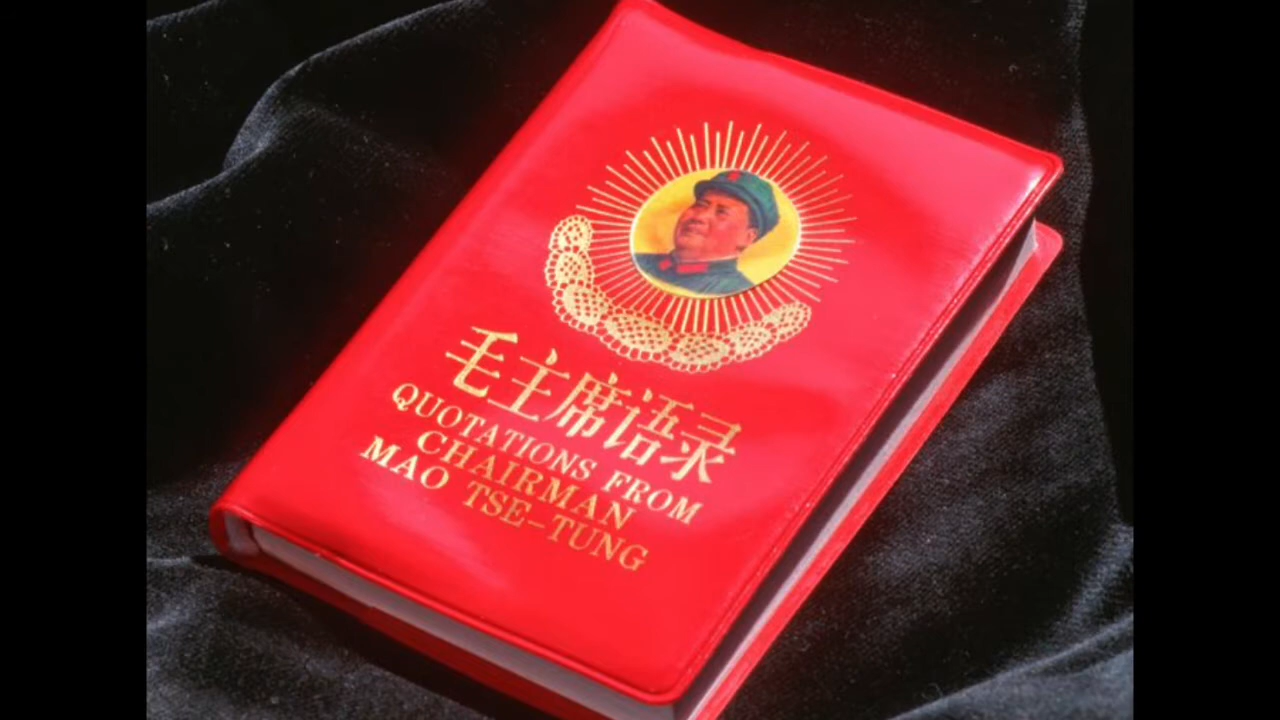 毛主席语录
QUOTATIONS FROM
CHAIRMAN
MAO TSE-TUNG